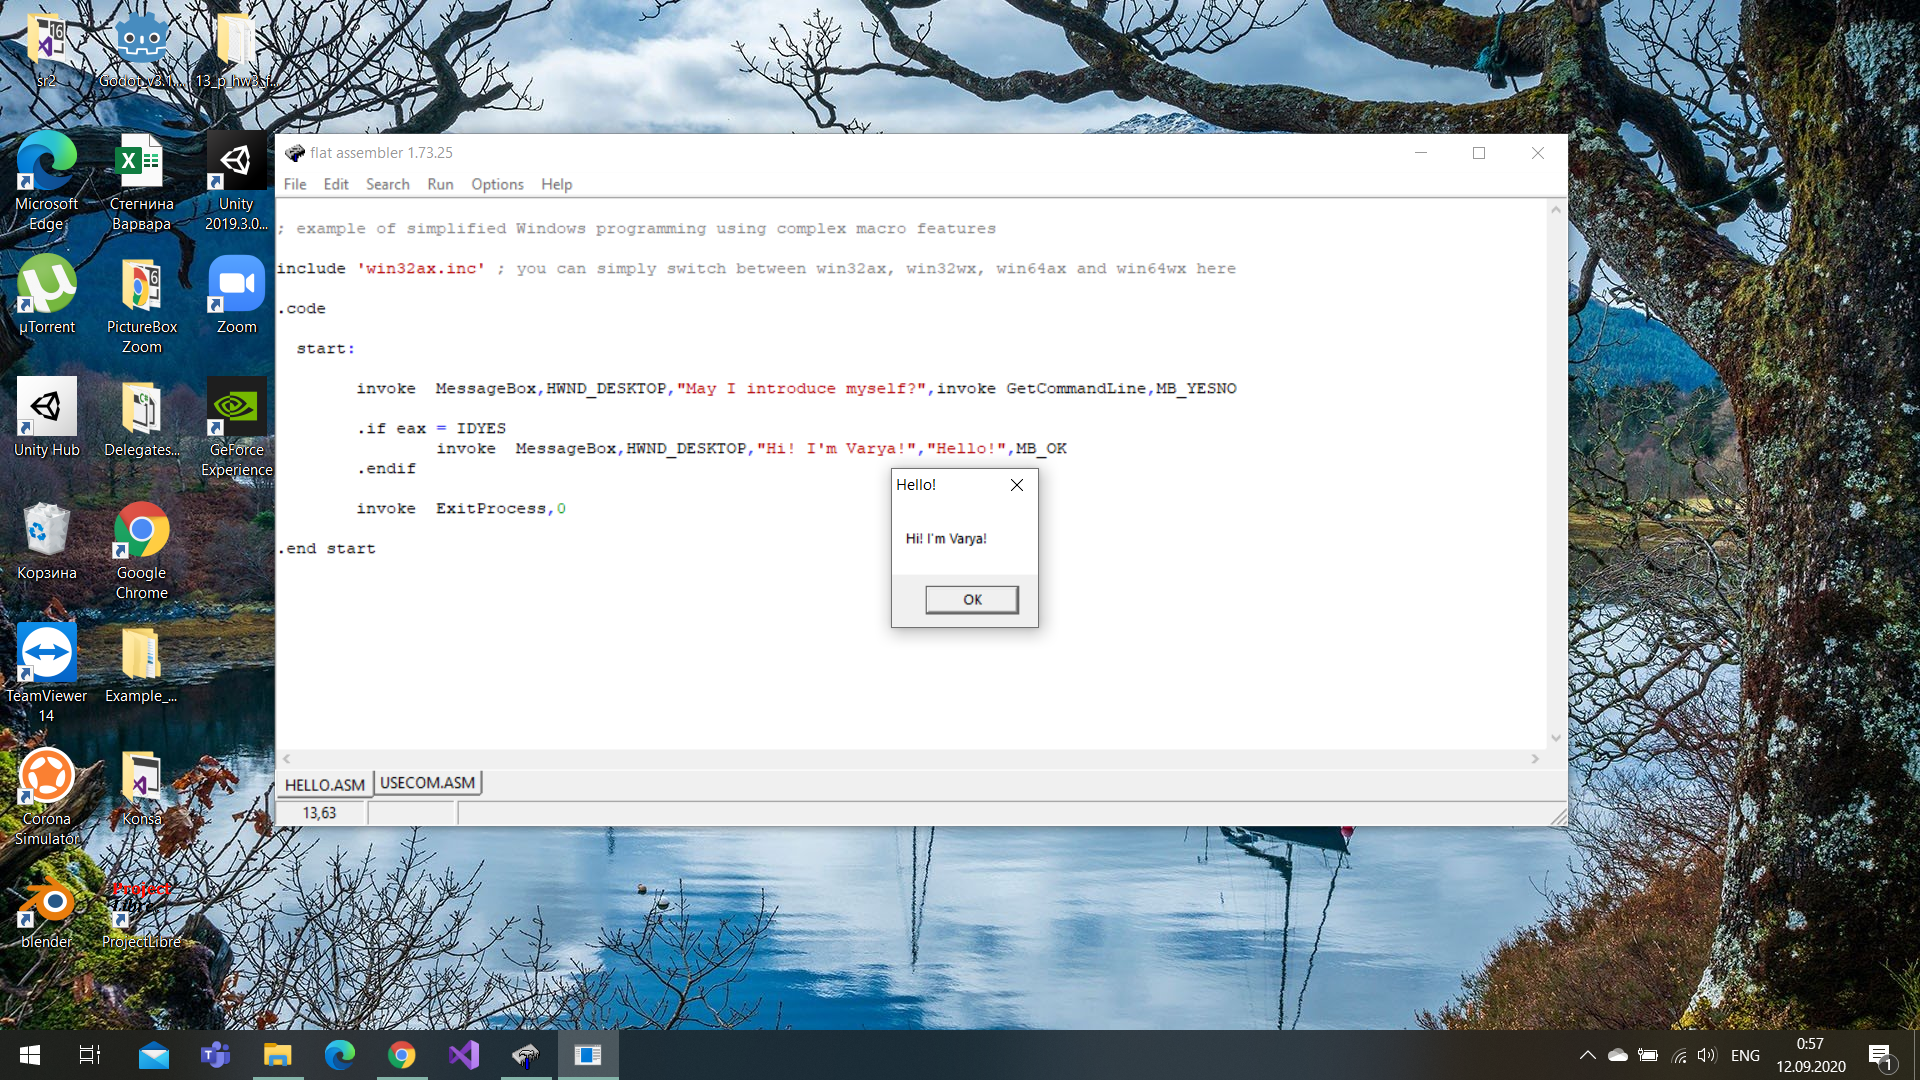 sr2
Godot_v3.1...
13_p_hw3_f...
Microsoft
Edge
Стегнина
Варвара
Unity
2019.3.0...
µTorrent
PictureBox
Zoom
Zoom
Unity Hub
Delegates...
GeForce
Experience
Корзина
Google
Chrome
TeamViewer
14
Example_...
Corona
Simulator
Konsa
blender
Project
Libre
ProjectLibre
flat assembler 1.73.25
File Edit Search Run Options Help
; example of simplified Windows programming using complex macro features
include 'win32ax.inc' ; you can simply switch between win32ax, win32wx, win64ax and win64wx here
.code
start:
invoke MessageBox,HWND_DESKTOP,"May I introduce myself?",invoke GetCommandLine,MB_YESNO
.if eax = IDYES
invoke MessageBox,HWND_DESKTOP,"Hi! I'm Varya!","Hello!",MB_OK
.endif
invoke ExitProcess,0
.end start
Hello!
Hi! I'm Varya!
OK
HELLO.ASM USECOM.ASM
13,63
ENG
0:57
12.09.2020
1